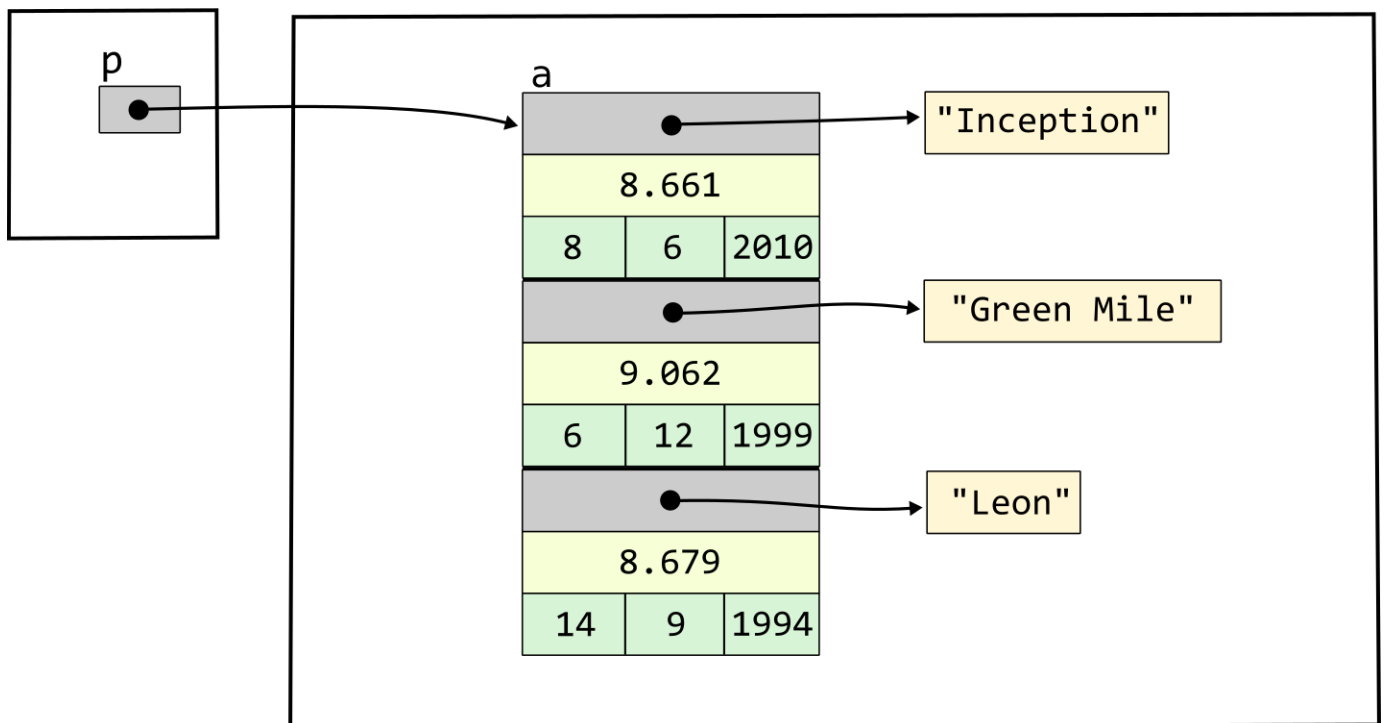 p
a
"Inception"
8.661
8 6 2010
"Green Mile"
9.062
6 12 1999
"Leon"
8.679
14 9 1994